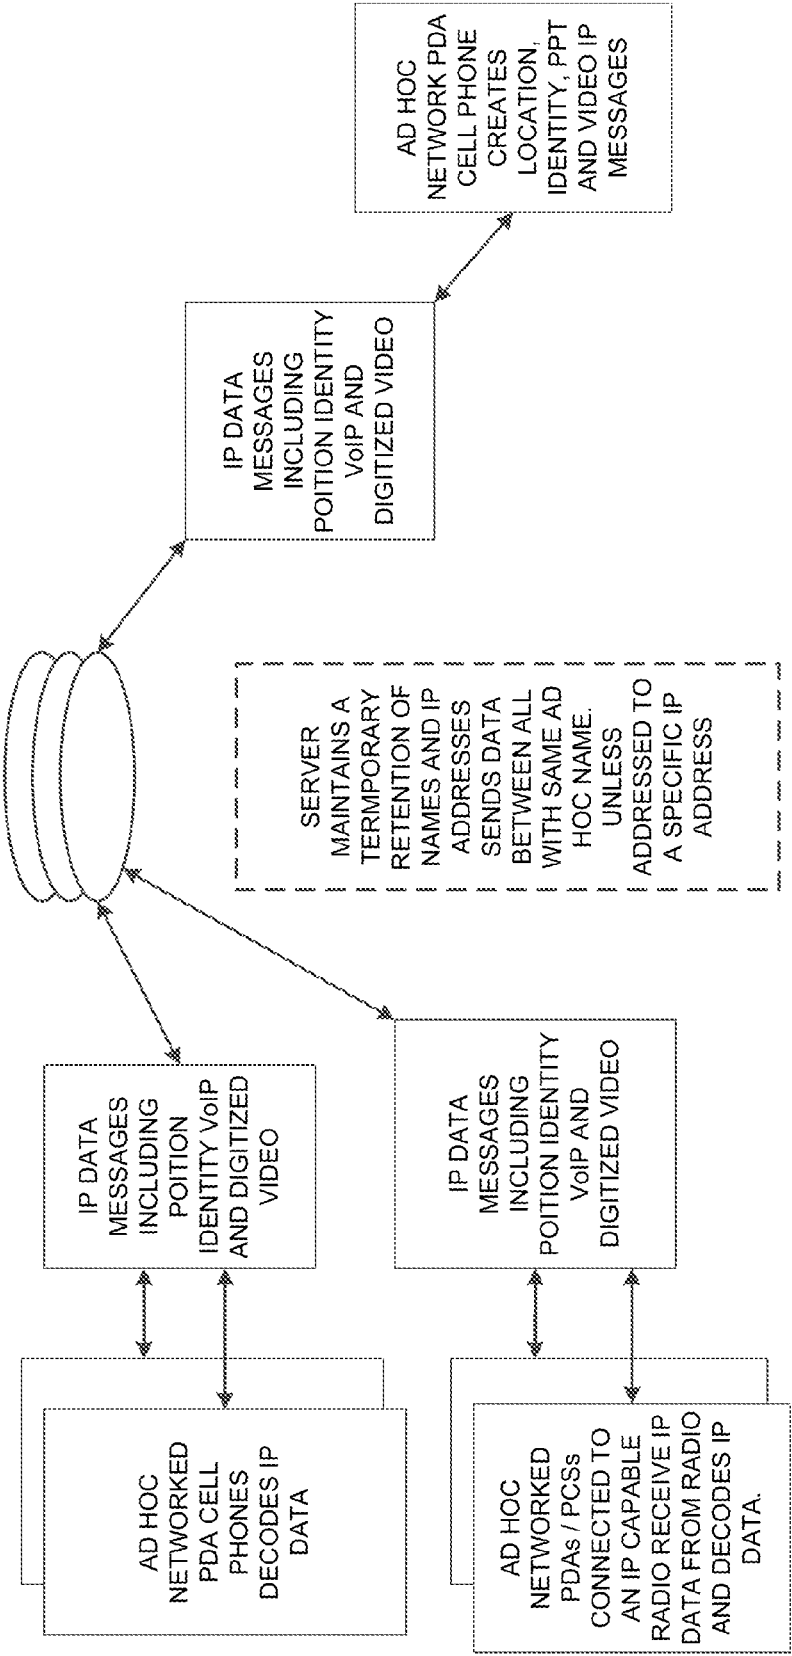 AD HOC
NETWORKED
PDA CELL
PHONES
DECODES IP
DATA
IP DATA
MESSAGES
INCLUDING
POITION
IDENTITY VoIP
AND DIGITIZED
VIDEO
AD HOC
NETWORKED
PDAs / PCSs
CONNECTED TO
AN IP CAPABLE
RADIO RECEIVE IP
DATA FROM RADIO
AND DECODES IP
DATA.
IP DATA
MESSAGES
INCLUDING
POITION IDENTITY
VoIP AND
DIGITIZED VIDEO
SERVER
MAINTAINS A
TERMPORARY
RETENTION OF
NAMES AND IP
ADDRESSES
SENDS DATA
BETWEEN ALL
WITH SAME AD
HOC NAME.
UNLESS
ADDRESSED TO
A SPECIFIC IP
ADDRESS
IP DATA
MESSAGES
INCLUDING
POITION IDENTITY
VoIP AND
DIGITIZED VIDEO
AD HOC
NETWORK PDA
CELL PHONE
CREATES
LOCATION,
IDENTITY, PPT
AND VIDEO IP
MESSAGES